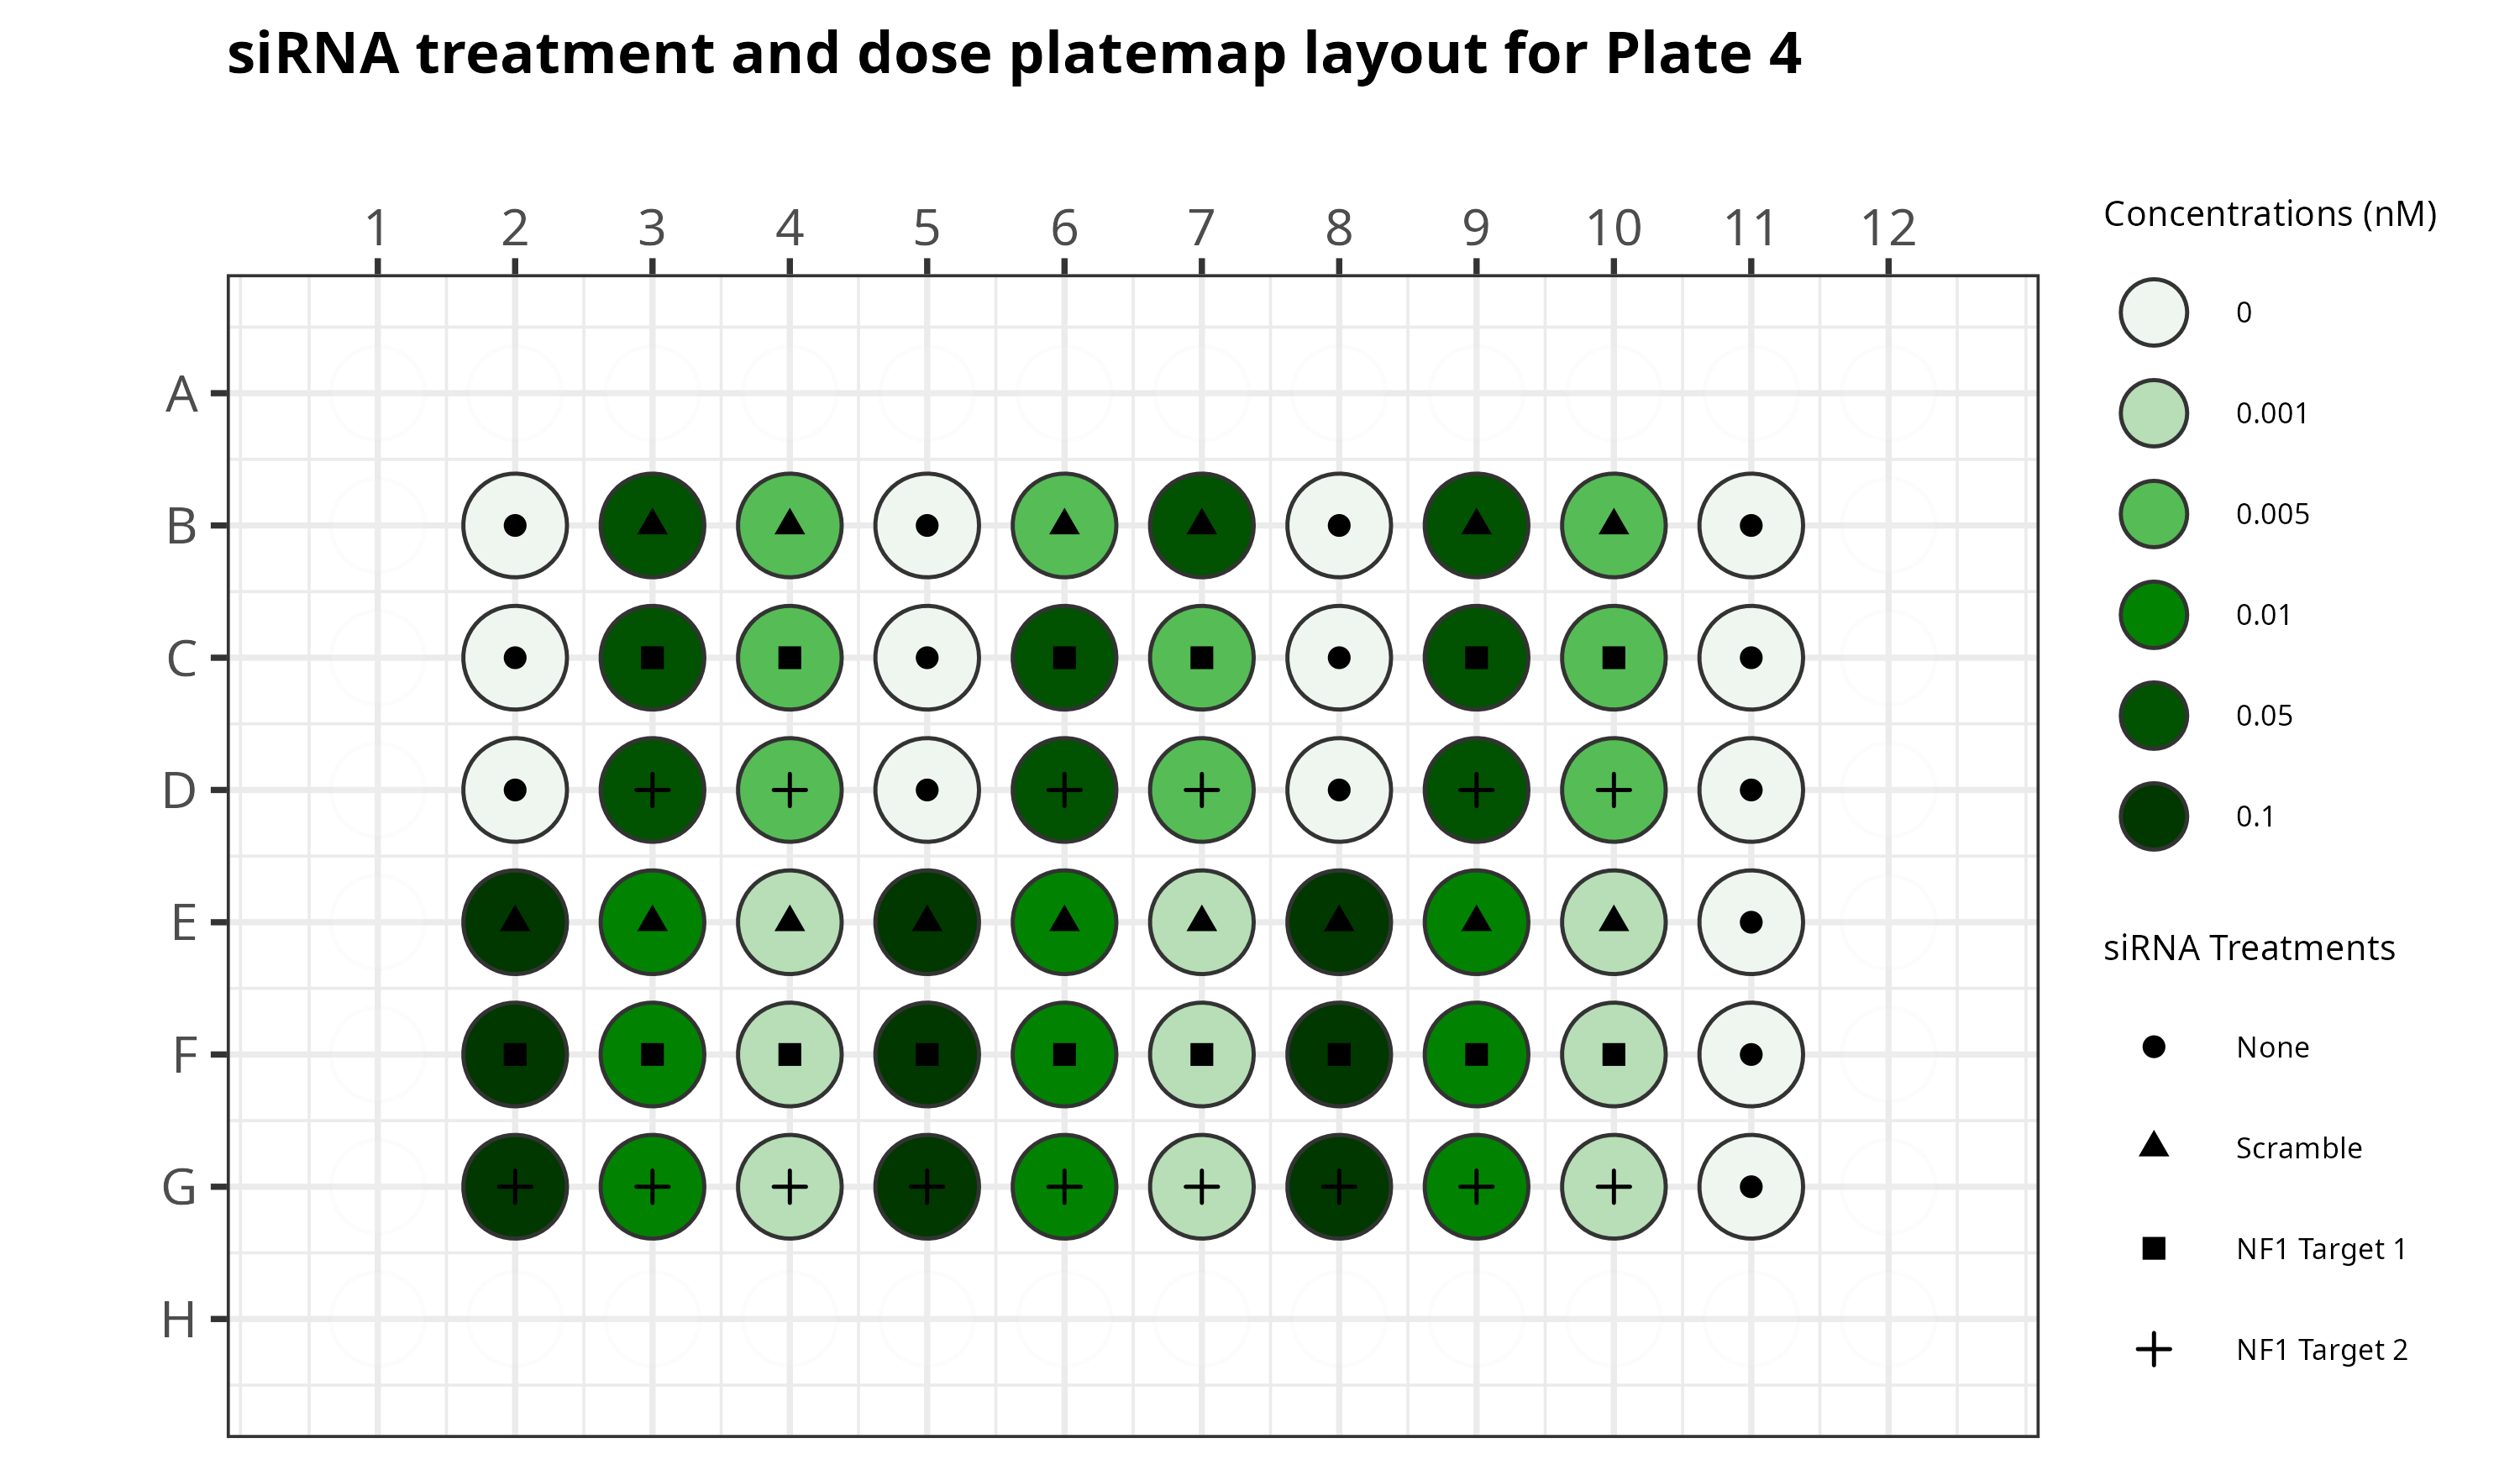 siRNA treatment and dose platemap layout for Plate 4
1 2 3 4 5 6 7 8 9 10 11 12
A
B
C
D
E
F
G
H
Concentrations (nM)
0
0.001
0.005
0.01
0.05
0.1
siRNA Treatments
None
Scramble
NF1 Target 1
NF1 Target 2